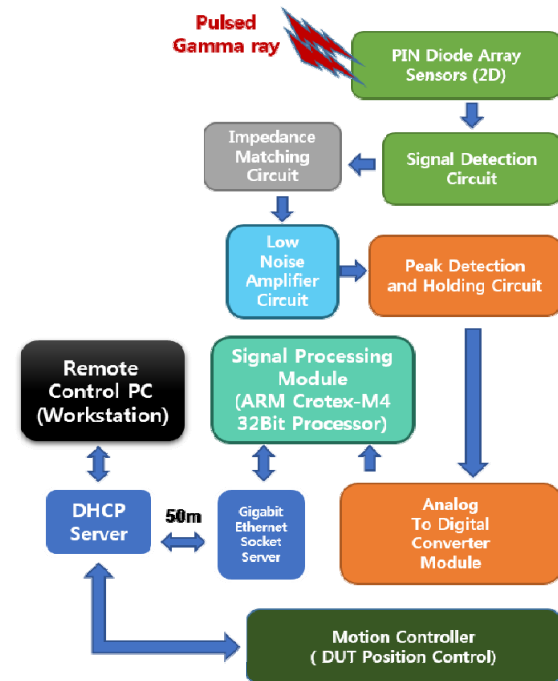 Pulsed
Gamma ray
PIN Diode Array
Sensors (2D)
Impedance
Matching
Circuit
Signal Detection
Circuit
Low
Noise
Amplifier
Circuit
Peak Detection
and Holding Circuit
Remote
Control PC
(Workstation)
Signal Processing
Module
(ARM Crotex-M4
32Bit Processor)
DHCP
Server
50m
Gigabit
Ethernet
Socket
Server
Analog
To Digital
Converter
Module
Motion Controller
( DUT Position Control)